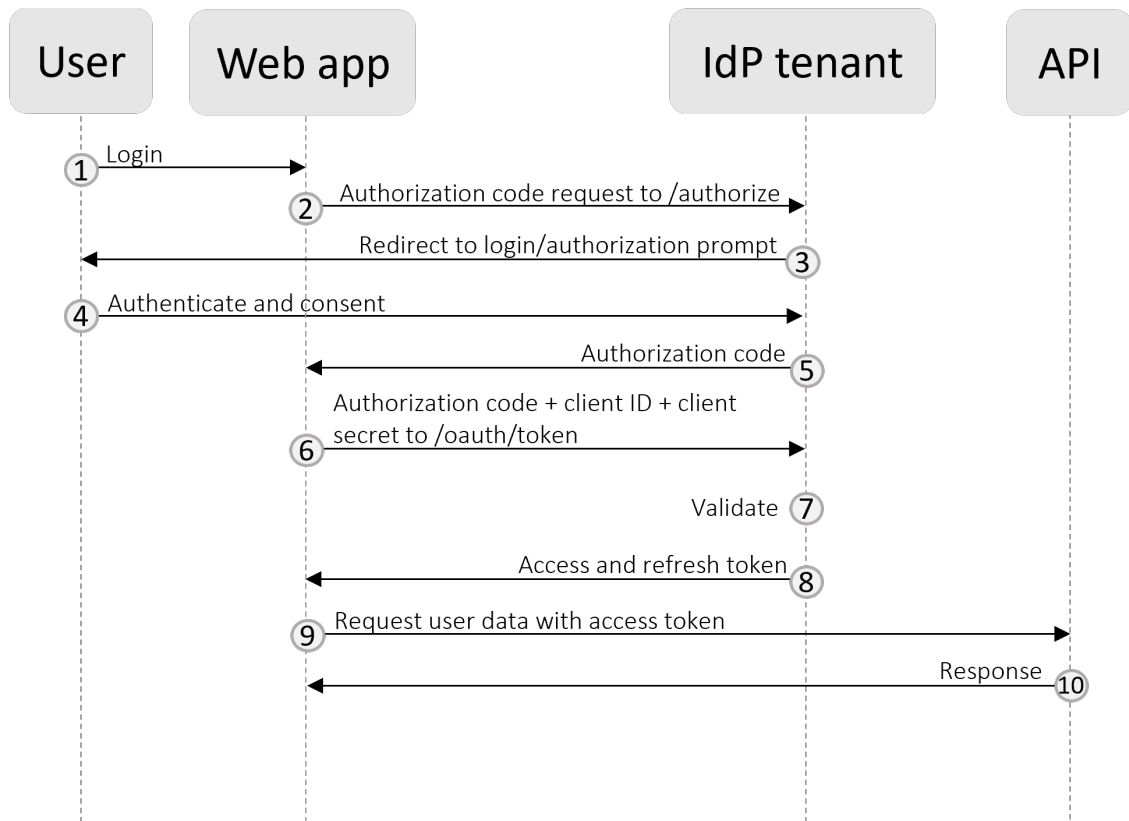 User
Web app
IdP tenant
API
1
Login
2
Authorization code request to /authorize
Redirect to login/authorization prompt
3
4
Authenticate and consent
Authorization code
5
Authorization code + client ID + client
secret to /oauth/token
6
Validate
7
Access and refresh token
8
9
Request user data with access token
Response
10